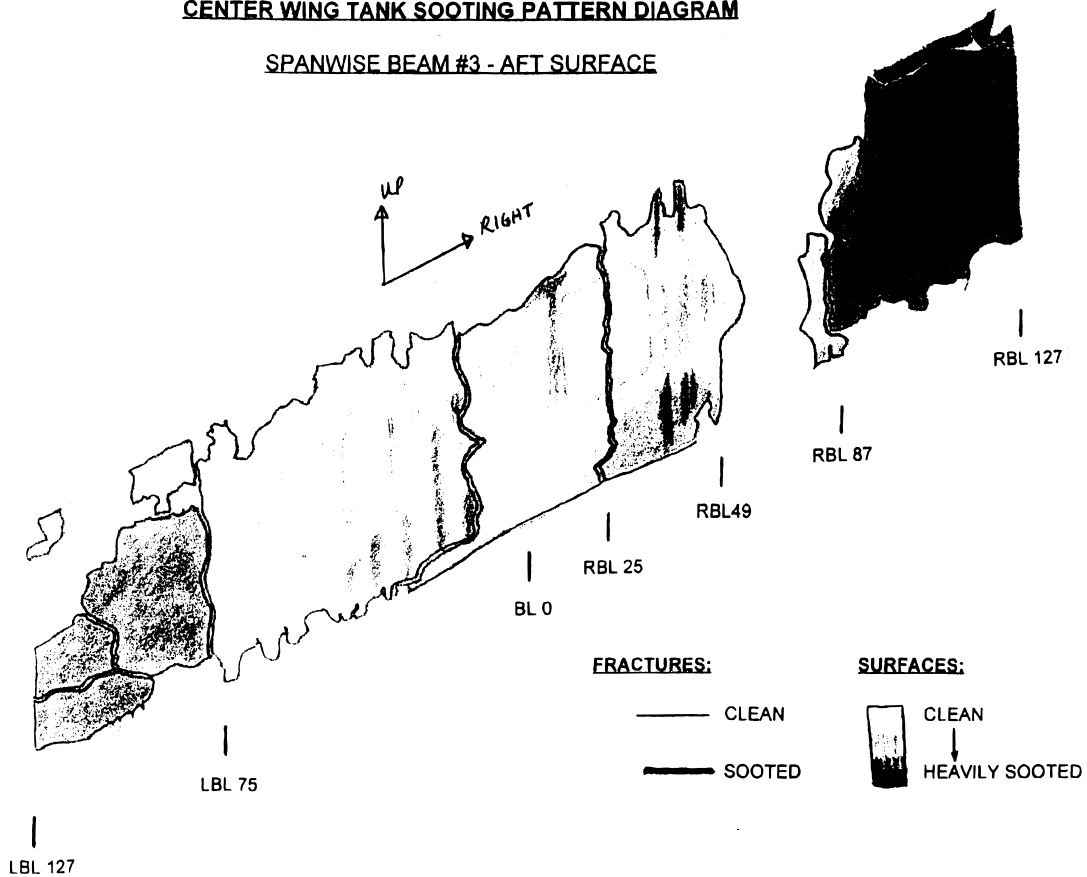 CENTER WING TANK SOOTING PATTERN DIAGRAM
SPANWISE BEAM #3 - AFT SURFACE
UP
RIGHT
RBL 127
RBL 87
RBL49
RBL 25
BL 0
FRACTURES:
SURFACES:
CLEAN
CLEAN
SOOTED
HEAVILY SOOTED
LBL 75
LBL 127